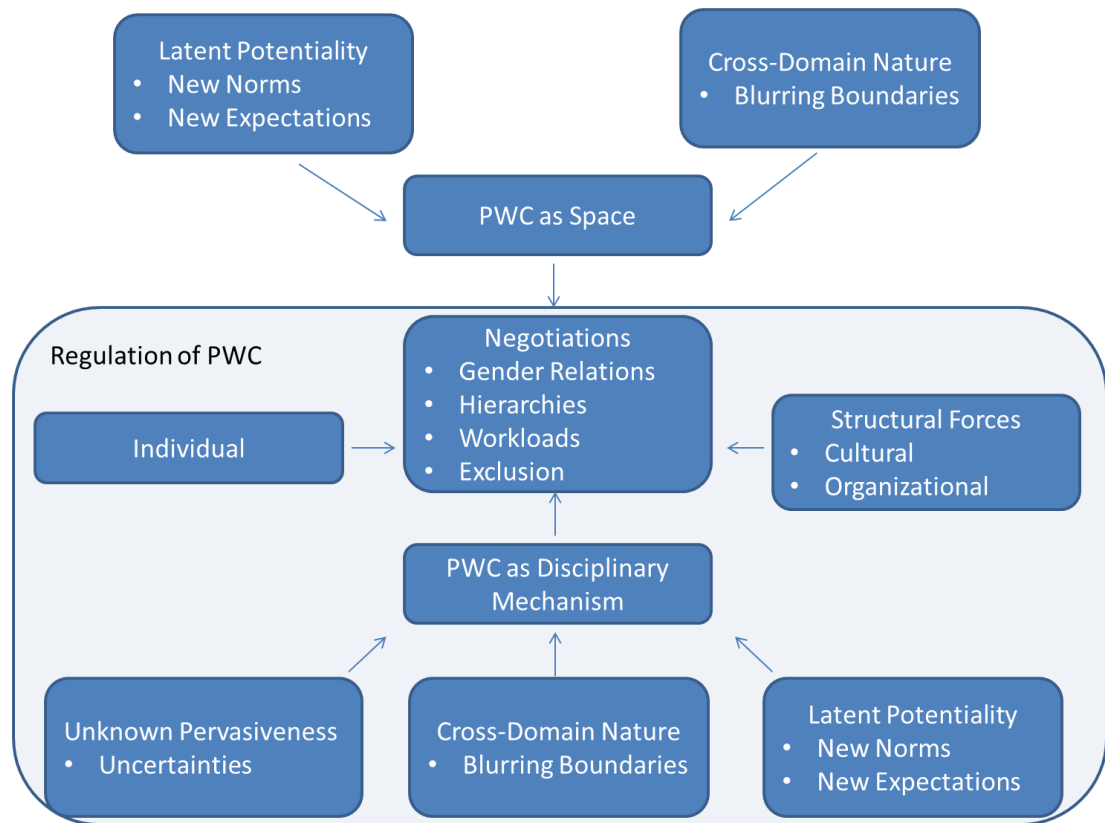 Latent Potentiality
• New Norms
• New Expectations
Cross-Domain Nature
• Blurring Boundaries
PWC as Space
Regulation of PWC
Negotiations
• Gender Relations
• Hierarchies
• Workloads
• Exclusion
Individual
Structural Forces
• Cultural
• Organizational
PWC as Disciplinary
Mechanism
Unknown Pervasiveness
• Uncertainties
Cross-Domain Nature
• Blurring Boundaries
Latent Potentiality
• New Norms
• New Expectations